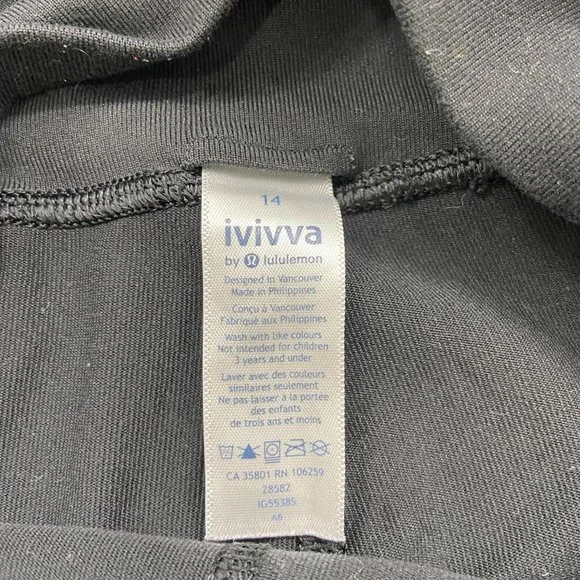 14
ivivva
by lululemon
Designed in Vancouver
Made in Philippines
Conçu à Vancouver
Fabriqué aux Philippines
Wash with like colours
Not intended for children
3 years and under
Laver avec des couleurs
similaires seulement
Ne pas laisser à la portée
des enfants
de trois ans et moins
CA 35801 RN 106259
28582
IG5538S
A6